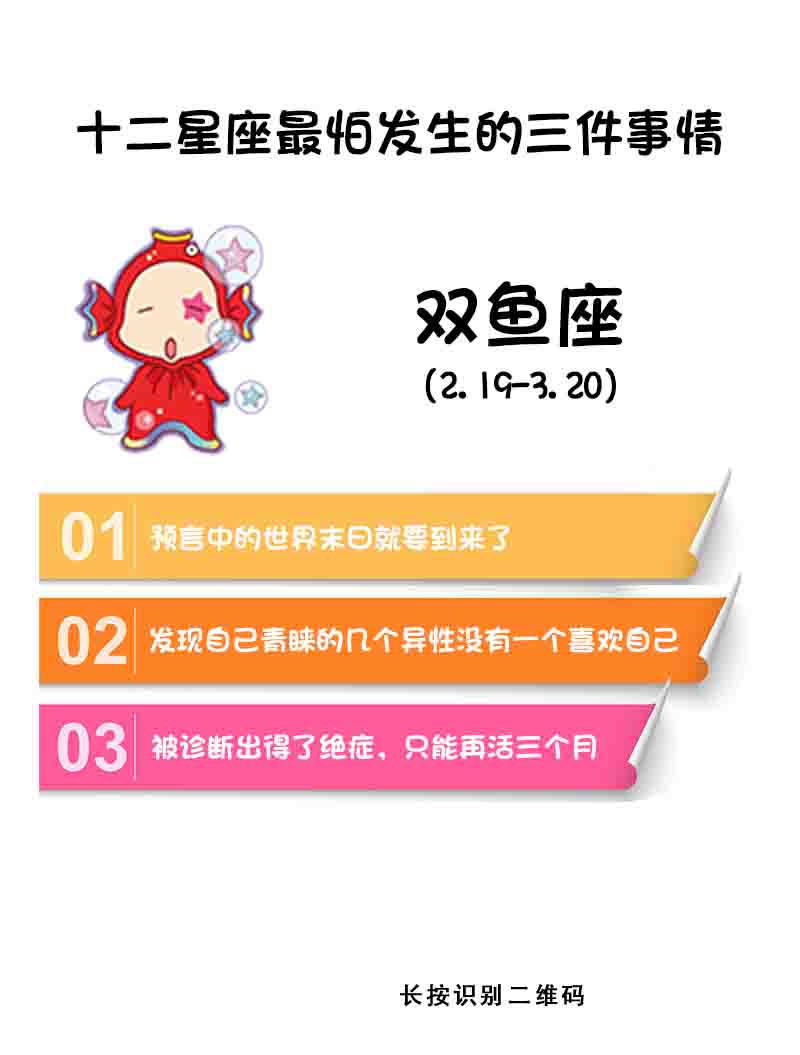 十二星座最怕发生的三件事情
双鱼座
(2.19-3.20)
01 预言中的世界末日就要到来了
02 发现自己青睐的几个异性没有一个喜欢自己
03 被诊断出得了绝症，只能再活三个月
长按识别二维码